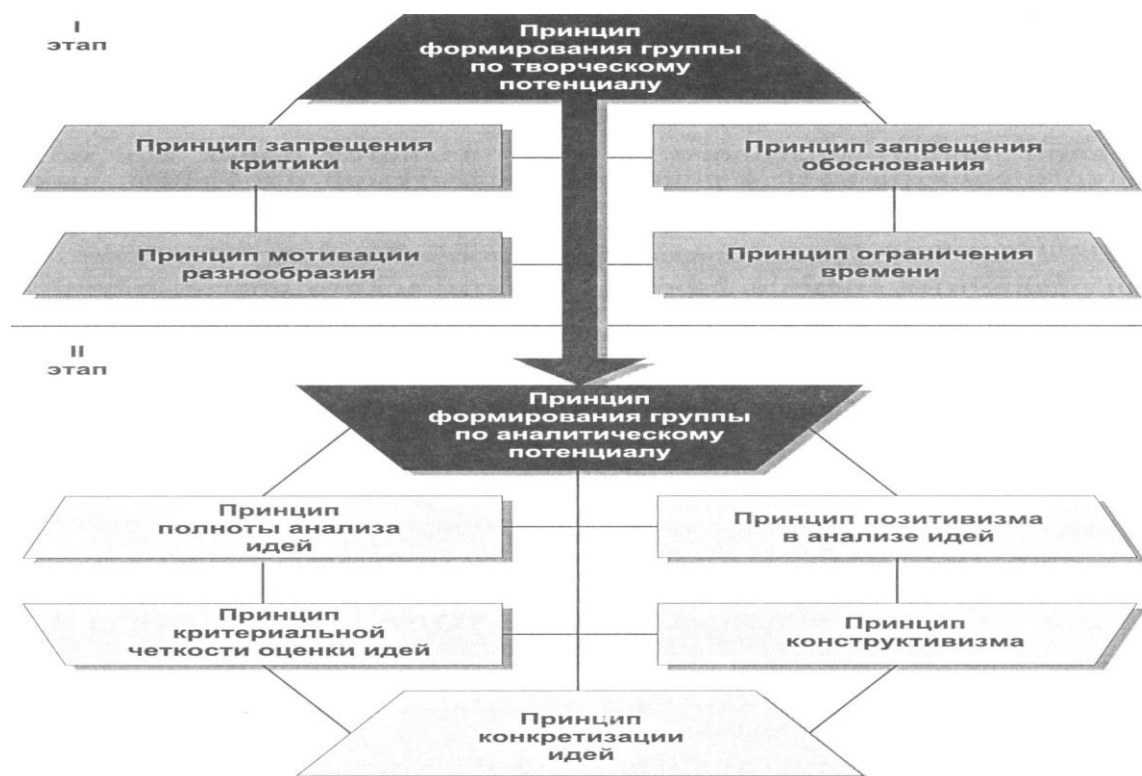 I
этап
Принцип
формирования группы
по творческому
потенциалу
Принцип запрещения
критики
Принцип запрещения
обоснования
Принцип мотивации
разнообразия
Принцип ограничения
времени
II
этап
Принцип
формирования группы
по аналитическому
потенциалу
Принцип
полноты анализа
идей
Принцип позитивизма
в анализе идей
Принцип
критериальной
четкости оценки идей
Принцип
конструктивизма
Принцип
конкретизации
идей